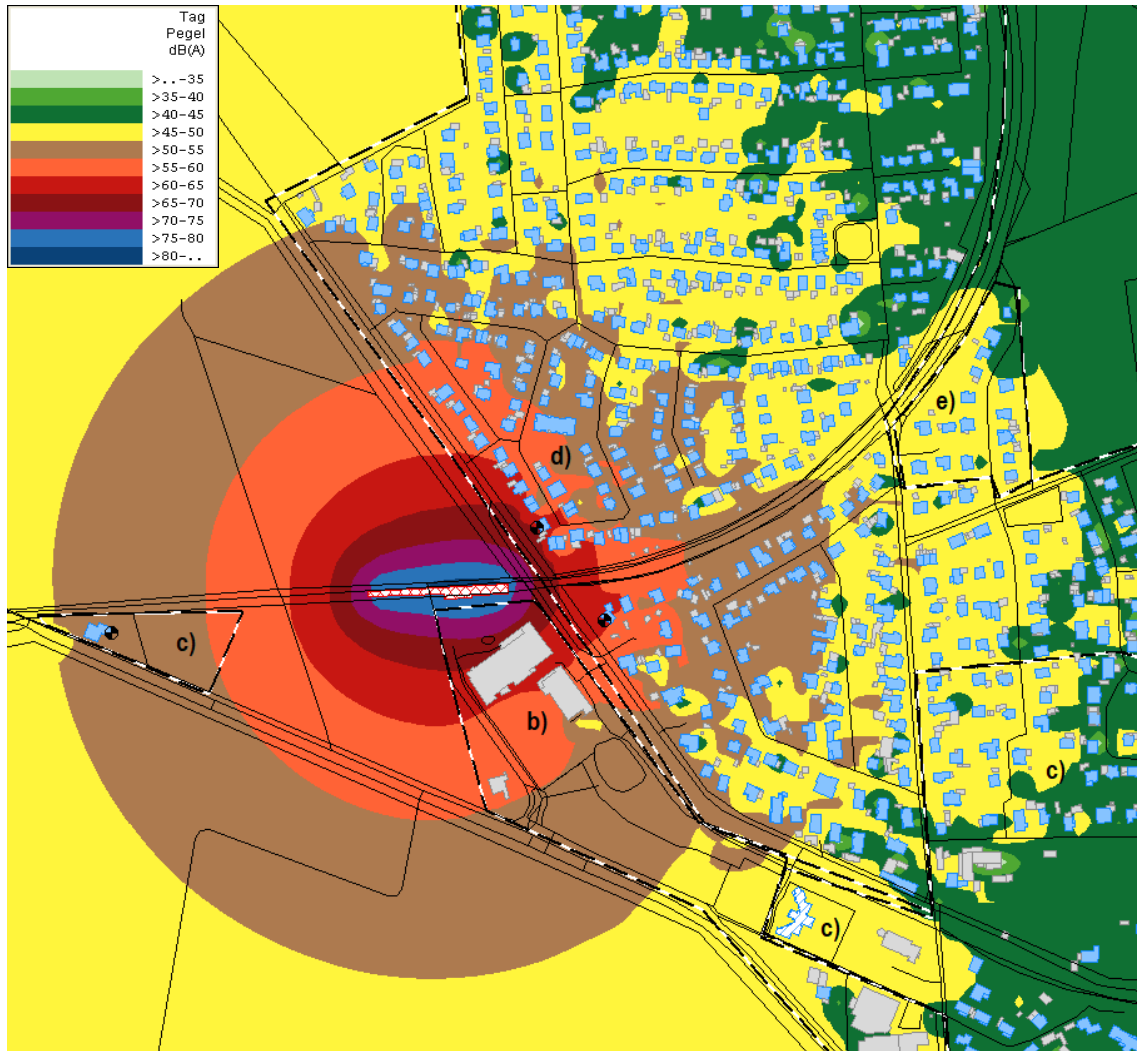 Tag
Pegel
dB(A)
>..-35
>35-40
>40-45
>45-50
>50-55
>55-60
>60-65
>65-70
>70-75
>75-80
>80-..
e)
d)
c)
b)
c)
c)